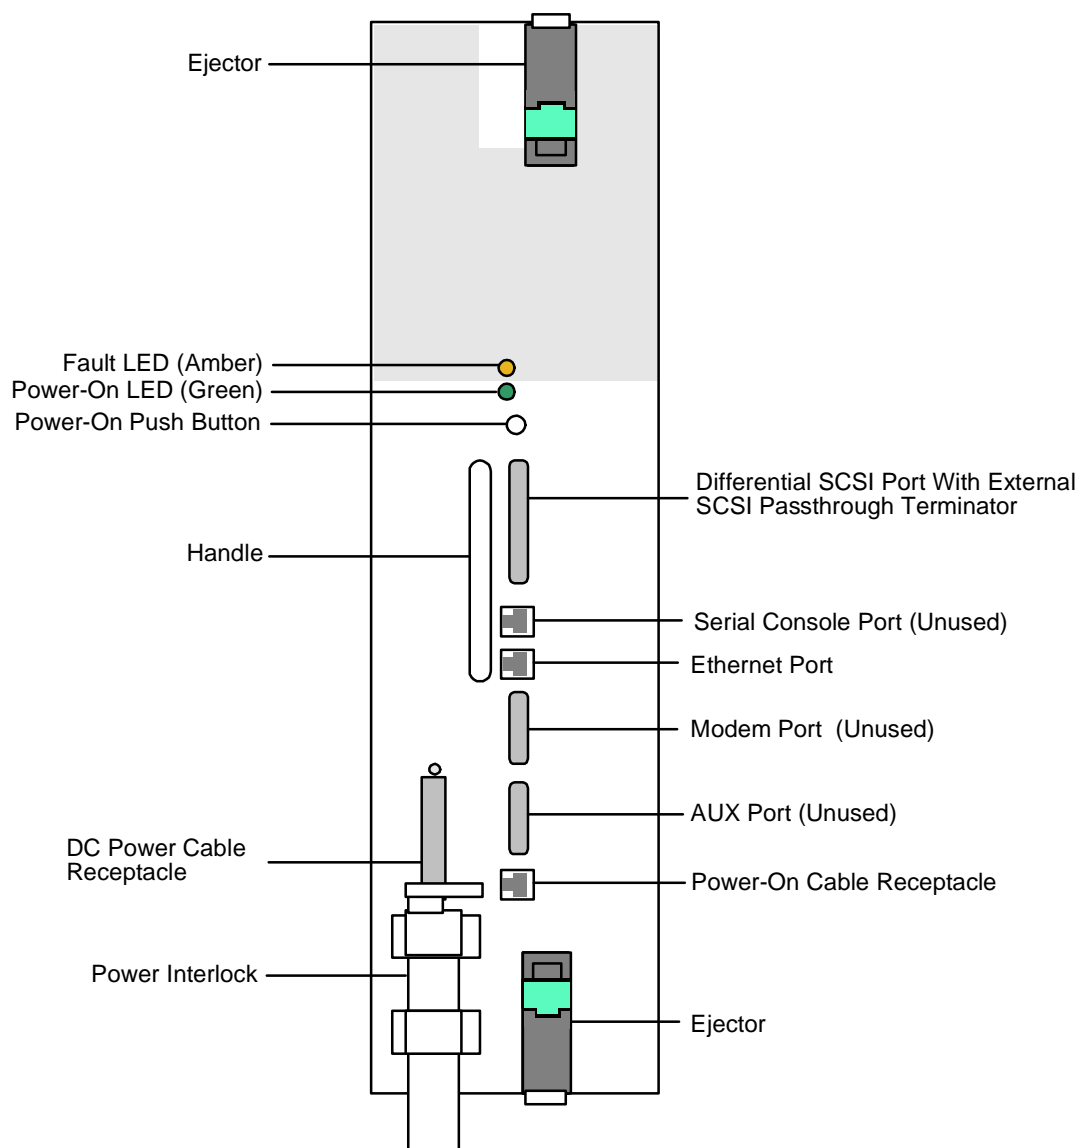 Ejector
Fault LED (Amber)
Power-On LED (Green)
Power-On Push Button
Differential SCSI Port With External
SCSI Passthrough Terminator
Handle
Serial Console Port (Unused)
Ethernet Port
Modem Port  (Unused)
AUX Port (Unused)
DC Power Cable
Receptacle
Power-On Cable Receptacle
Power Interlock
Ejector